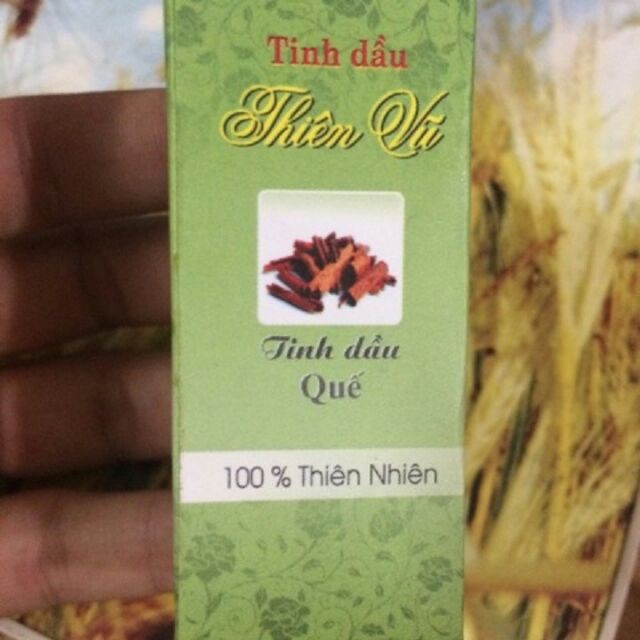 Tinh dầu
Thiên Vũ
Tinh dầu
Quế
100 % Thiên Nhiên